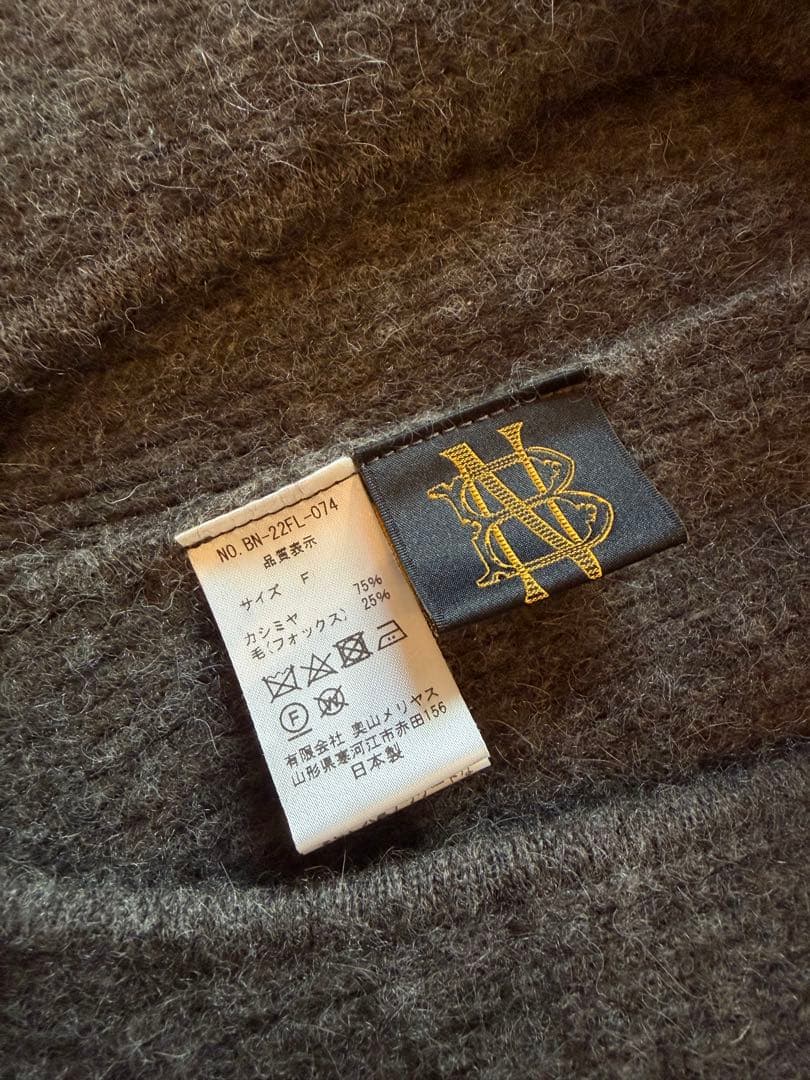 NO.BN-22FL-074
品質表示
サイズ F
カシミヤ 75%
毛(フォックス) 25%
F
W
有限会社 奥山メリヤス
山形県寒河江市赤田156
日本製
BN